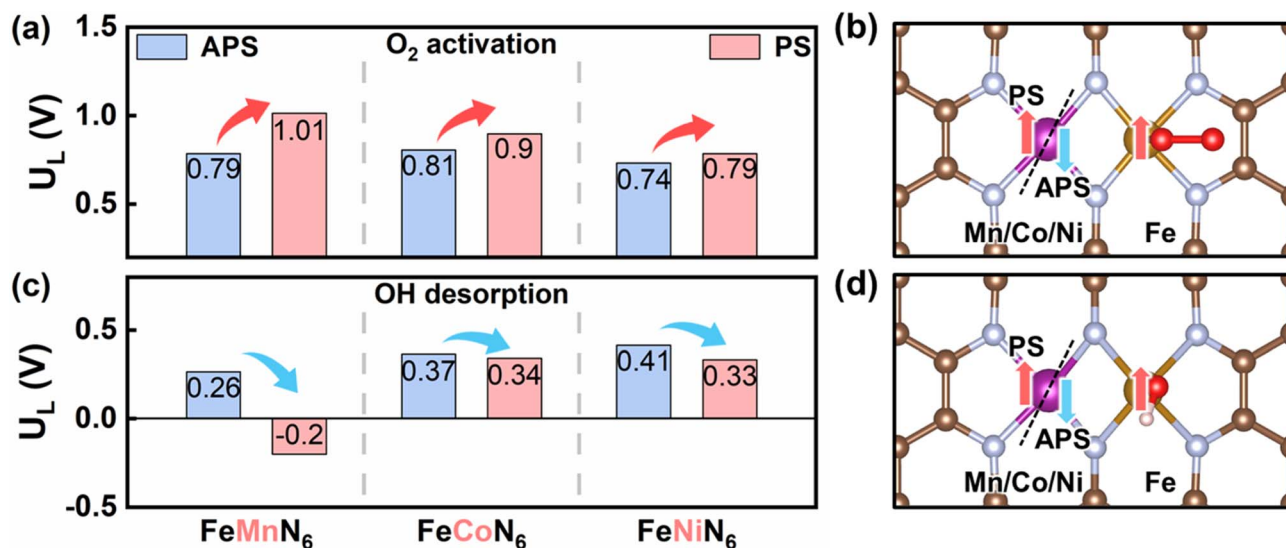 (a)
U_L (V)
1.5
1.0
0.5
APS
O₂ activation
PS
0.79
1.01
0.81
0.9
0.74
0.79
(b)
PS
APS
Mn/Co/Ni
Fe
(c)
U_L (V)
0.5
0.0
-0.5
OH desorption
0.26
-0.2
0.37
0.34
0.41
0.33
FeMnN₆
FeCoN₆
FeNiN₆
(d)
PS
APS
Mn/Co/Ni
Fe